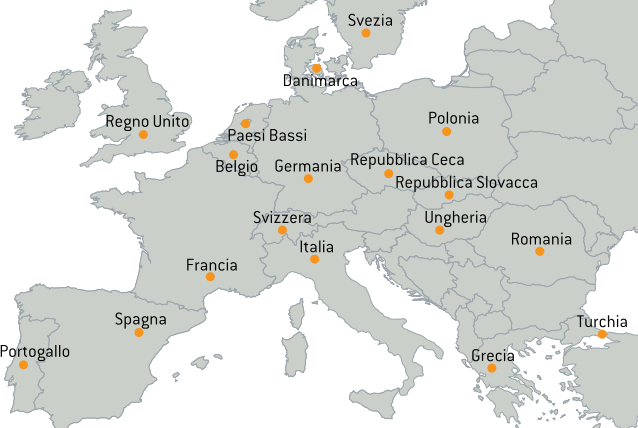 Svezia
Danimarca
Regno Unito
Polonia
Paesi Bassi
Belgio
Germania
Repubblica Ceca
Repubblica Slovacca
Svizzera
Ungheria
Italia
Romania
Francia
Spagna
Turchia
Portogallo
Grecia